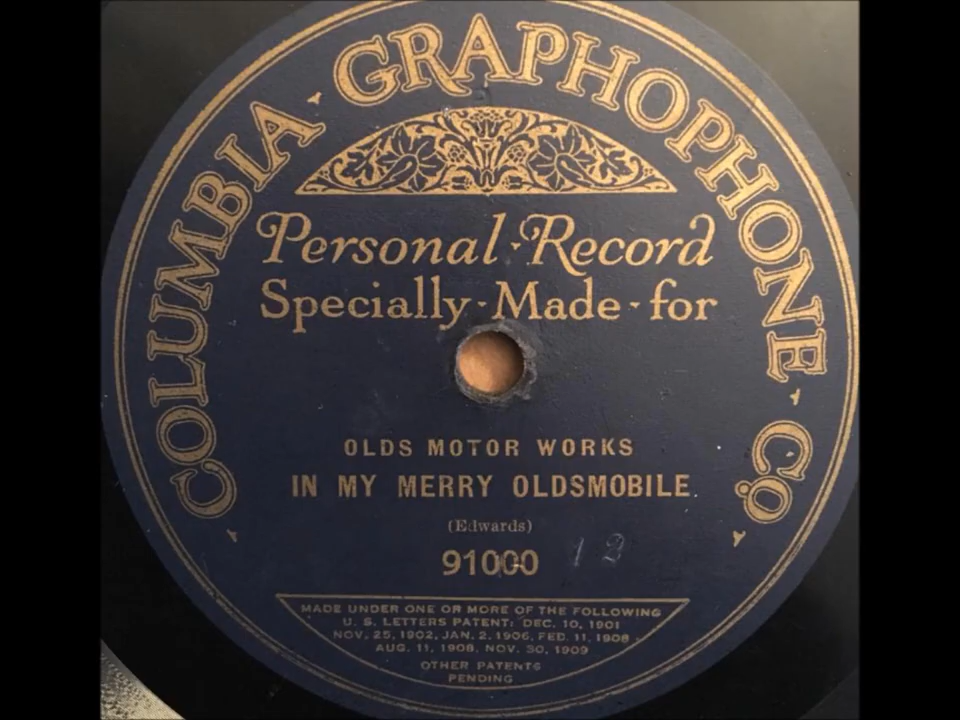 COLUMBIA · GRAPHOPHONE · Co
Personal · Record
Specially · Made · for
OLDS MOTOR WORKS
IN MY MERRY OLDSMOBILE.
(Edwards)
91000
MADE UNDER ONE OR MORE OF THE FOLLOWING
U. S. LETTERS PATENT: DEC. 10, 1901
NOV. 25, 1902, JAN. 2, 1906, FED. 11, 1908
AUG. 11, 1908, NOV. 30, 1909
OTHER PATENTS
PENDING